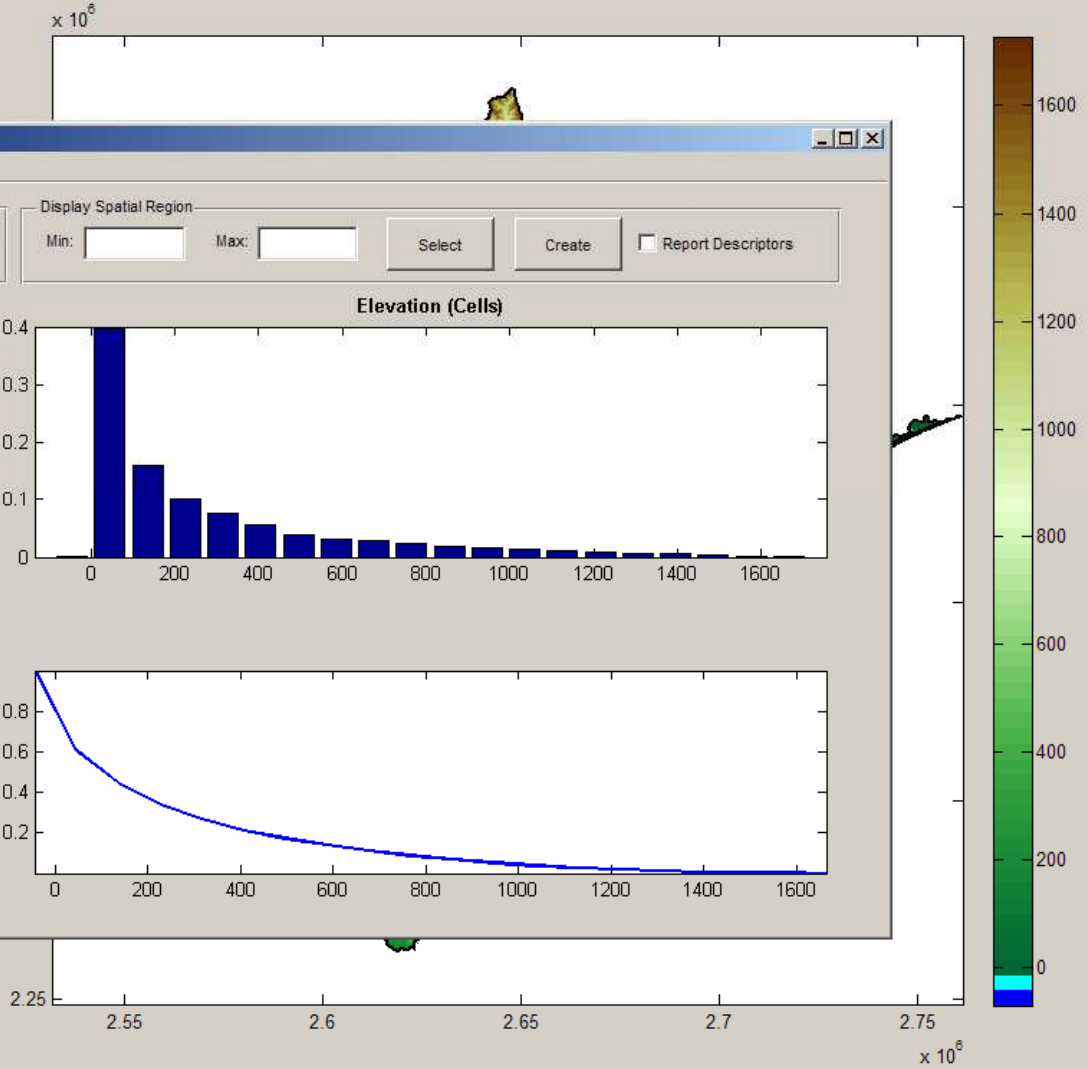 x 10^6
Display Spatial Region
Min: Max: Select Create Report Descriptors
Elevation (Cells)
0.4
0.3
0.2
0.1
0
0 200 400 600 800 1000 1200 1400 1600
0.8
0.6
0.4
0.2
0 200 400 600 800 1000 1200 1400 1600
2.25
2.55 2.6 2.65 2.7 2.75
x 10^6
1600
1400
1200
1000
800
600
400
200
0